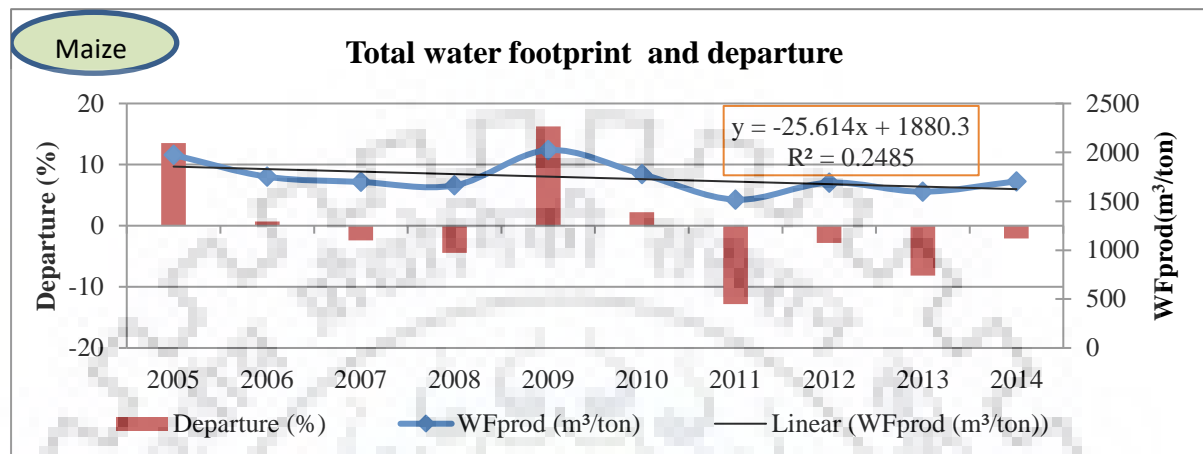 Maize
Total water footprint and departure
y = -25.614x + 1880.3
R² = 0.2485
Departure (%)
20
10
0
-10
-20
2500
2000
1500
1000
500
0
WFprod(m³/ton)
2005 2006 2007 2008 2009 2010 2011 2012 2013 2014
Departure (%) WFprod (m³/ton) Linear (WFprod (m³/ton))